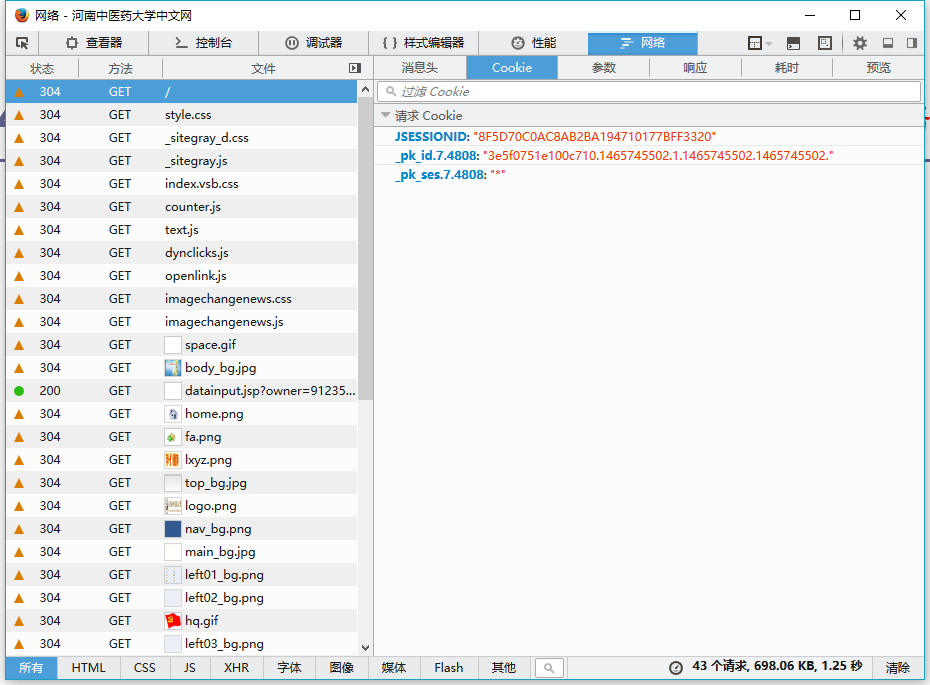 网络 - 河南中医药大学中文网
查看器 控制台 调试器 { } 样式编辑器 性能 网络
状态 方法 文件 消息头 Cookie 参数 响应 耗时 预览
过滤 Cookie
请求 Cookie
JSESSIONID: "8F5D70C0AC8AB2BA194710177BFF3320"
_pk_id.7.4808: "3e5f0751e100c710.1465745502.1.1465745502.1465745502."
_pk_ses.7.4808: "*"
304 GET /
304 GET style.css
304 GET _sitegray_d.css
304 GET _sitegray.js
304 GET index.vsb.css
304 GET counter.js
304 GET text.js
304 GET dynclicks.js
304 GET openlink.js
304 GET imagechangenews.css
304 GET imagechangenews.js
304 GET space.gif
304 GET body_bg.jpg
200 GET datainput.jsp?owner=91235...
304 GET home.png
304 GET fa.png
304 GET lxyz.png
304 GET top_bg.jpg
304 GET logo.png
304 GET nav_bg.png
304 GET main_bg.jpg
304 GET left01_bg.png
304 GET left02_bg.png
304 GET hq.gif
304 GET left03_bg.png
所有 HTML CSS JS XHR 字体 图像 媒体 Flash 其他 43 个请求, 698.06 KB, 1.25 秒 清除